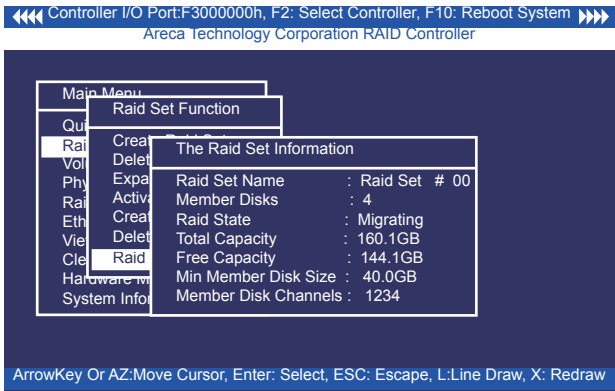 Controller I/O Port:F3000000h, F2: Select Controller, F10: Reboot System
Areca Technology Corporation RAID Controller
Main Menu
Raid Set Function
The Raid Set Information
Raid Set Name : Raid Set # 00
Member Disks : 4
Raid State : Migrating
Total Capacity : 160.1GB
Free Capacity : 144.1GB
Min Member Disk Size : 40.0GB
Member Disk Channels : 1234
Raid
System Infor
ArrowKey Or AZ:Move Cursor, Enter: Select, ESC: Escape, L:Line Draw, X: Redraw